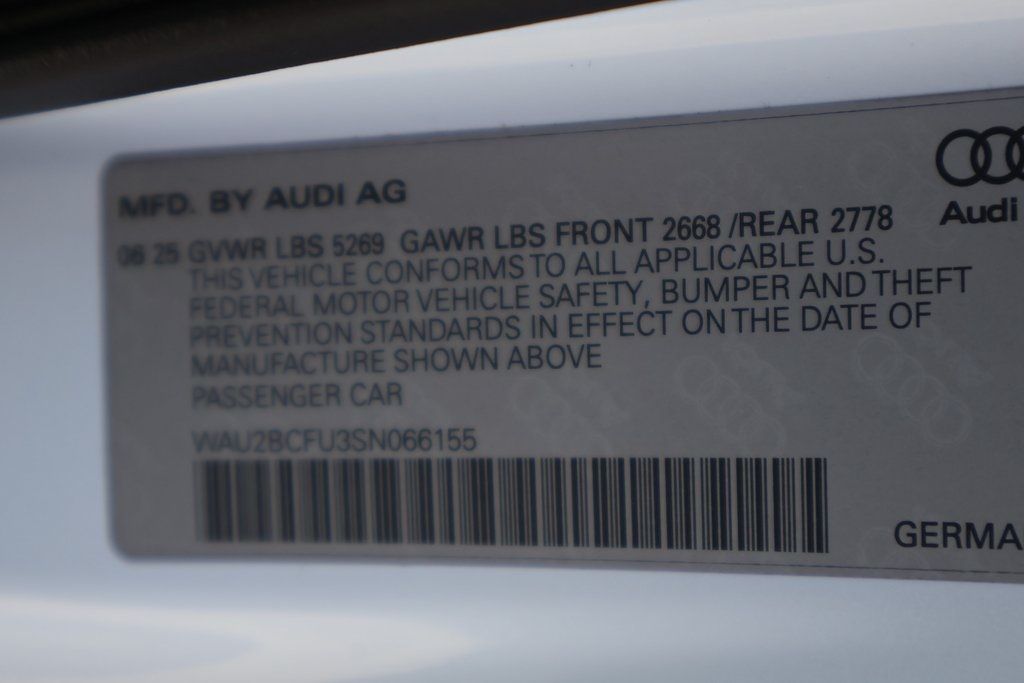 MFD. BY AUDI AG
06 25 GVWR LBS 5269 GAWR LBS FRONT 2668 /REAR 2778
THIS VEHICLE CONFORMS TO ALL APPLICABLE U.S.
FEDERAL MOTOR VEHICLE SAFETY, BUMPER AND THEFT
PREVENTION STANDARDS IN EFFECT ON THE DATE OF
MANUFACTURE SHOWN ABOVE
PASSENGER CAR
WAU2BCFU3SN066155
Audi
GERMA